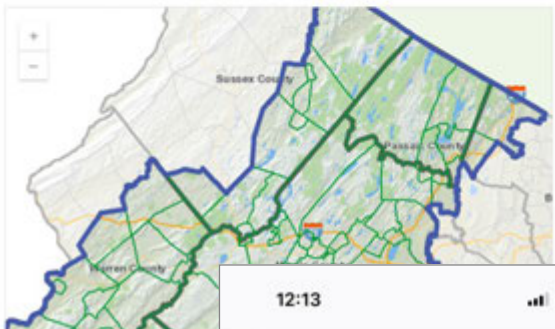 +
−
Sussex County
Passaic County
Warren County
12:13